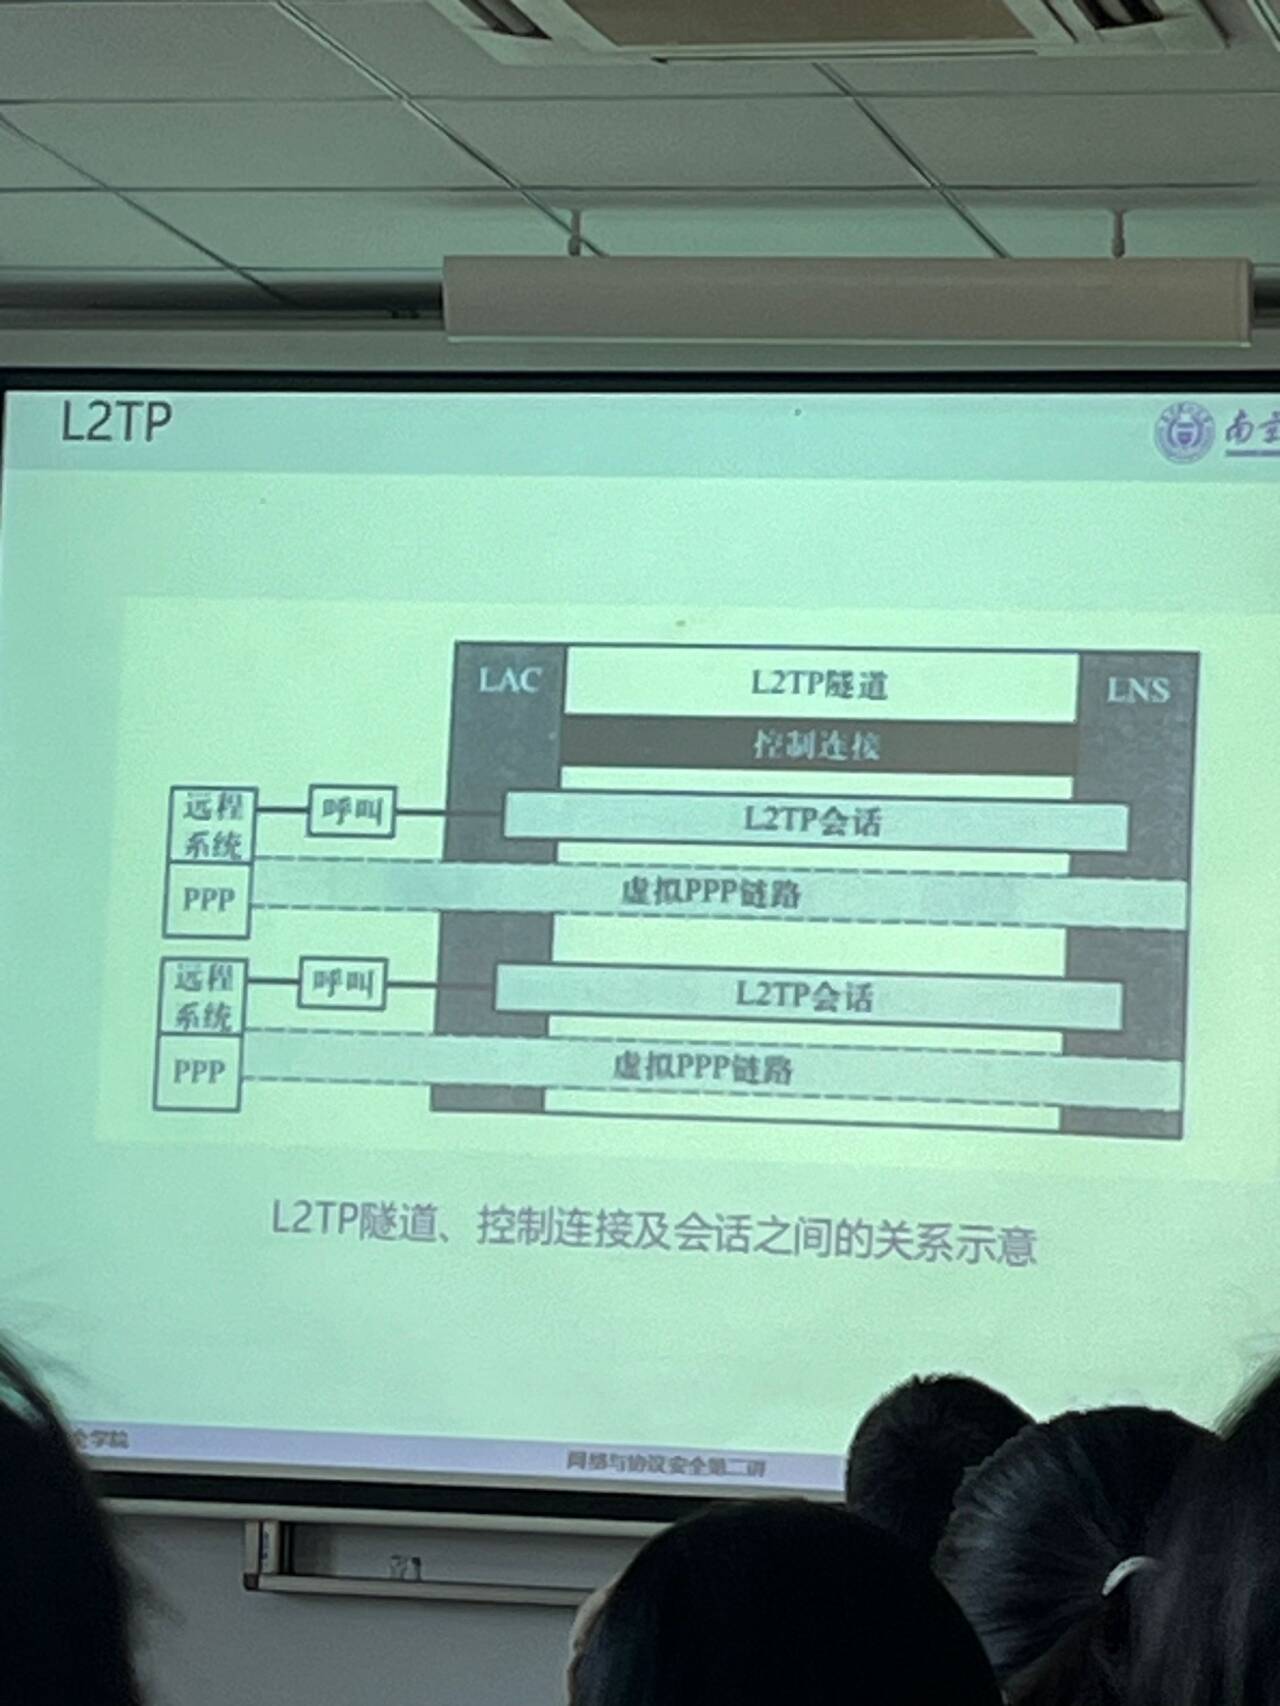 L2TP
南京
LAC
L2TP隧道
LNS
控制连接
远程
系统
呼叫
L2TP会话
PPP
虚拟PPP链路
远程
系统
呼叫
L2TP会话
PPP
虚拟PPP链路
L2TP隧道、控制连接及会话之间的关系示意
学院
网络与协议安全第二讲